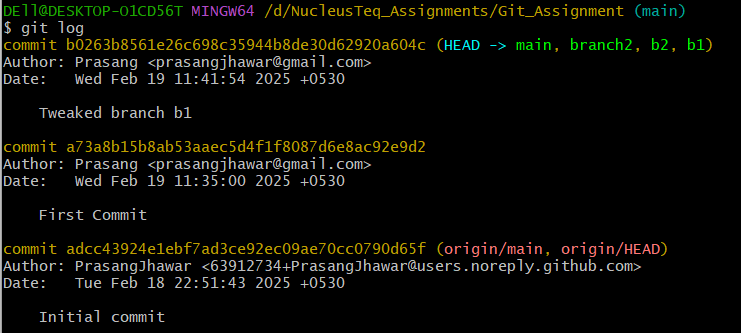 DEll@DESKTOP-O1CD56T MINGW64 /d/NucleusTeq_Assignments/Git_Assignment (main)
$ git log
commit b0263b8561e26c698c35944b8de30d62920a604c (HEAD -> main, branch2, b2, b1)
Author: Prasang <prasangjhawar@gmail.com>
Date:   Wed Feb 19 11:41:54 2025 +0530

    Tweaked branch b1

commit a73a8b15b8ab53aaec5d4f1f8087d6e8ac92e9d2
Author: Prasang <prasangjhawar@gmail.com>
Date:   Wed Feb 19 11:35:00 2025 +0530

    First Commit

commit adcc43924e1ebf7ad3ce92ec09ae70cc0790d65f (origin/main, origin/HEAD)
Author: PrasangJhawar <63912734+PrasangJhawar@users.noreply.github.com>
Date:   Tue Feb 18 22:51:43 2025 +0530

    Initial commit